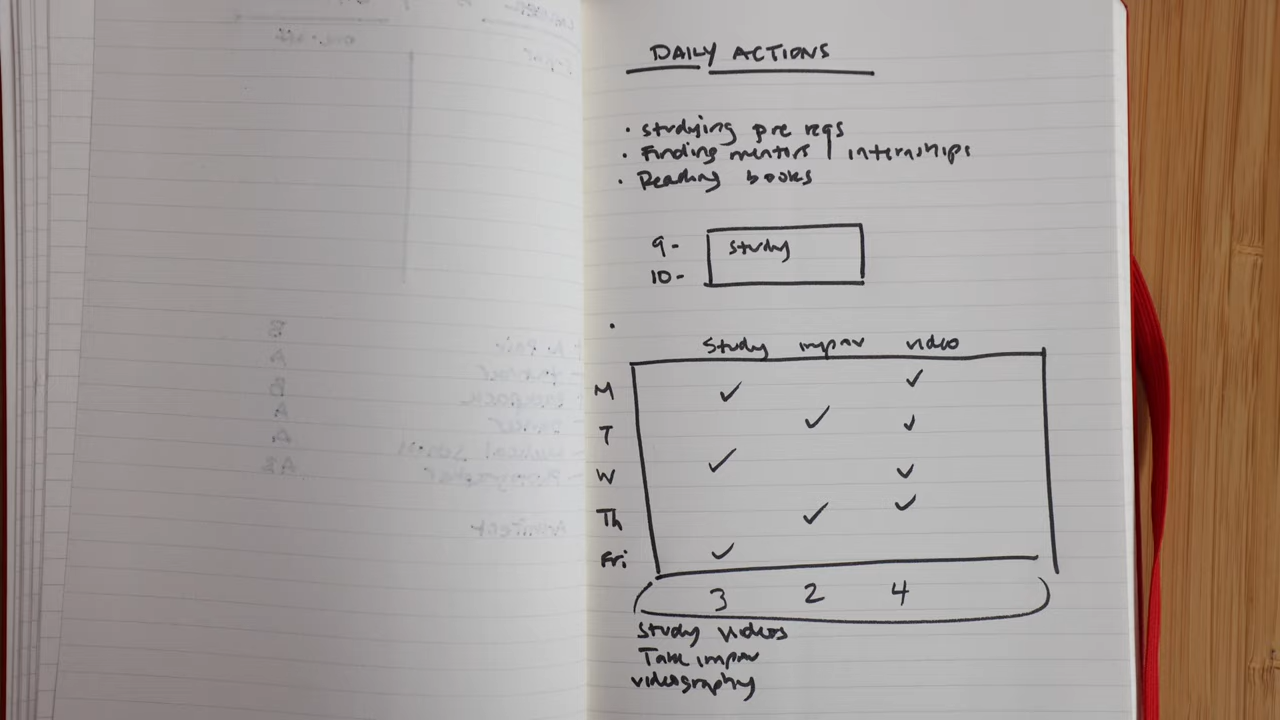 DAILY ACTIONS
• studying pre reqs
• Finding mentors / internships
• Reading books
9- study
10-
•
study improv video
M ✓ ✓
T ✓ ✓
W ✓ ✓
Th ✓ ✓
Fri ✓
3 2 4
study videos
Take improv
videography